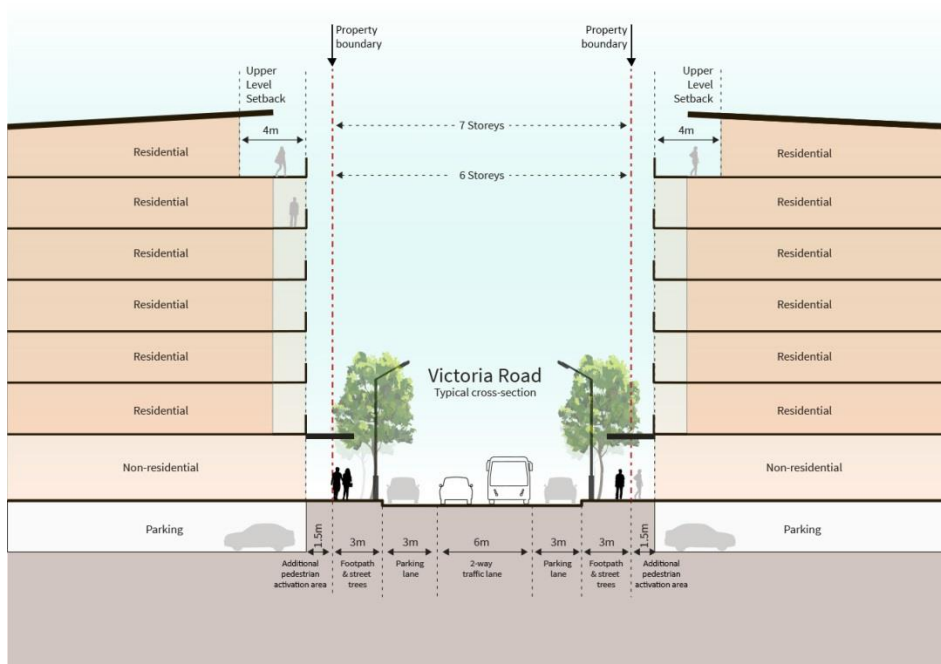 Property
boundary
Property
boundary
Upper
Level
Setback
Upper
Level
Setback
4m
7 Storeys
4m
Residential
Residential
6 Storeys
Residential
Residential
Residential
Residential
Residential
Residential
Residential
Residential
Victoria Road
Typical cross-section
Residential
Residential
Non-residential
Non-residential
Parking
Parking
1.5m
3m
3m
6m
3m
3m
1.5m
Additional
pedestrian
activation area
Footpath
& street
trees
Parking
lane
2-way
traffic lane
Parking
lane
Footpath
& street
trees
Additional
pedestrian
activation area